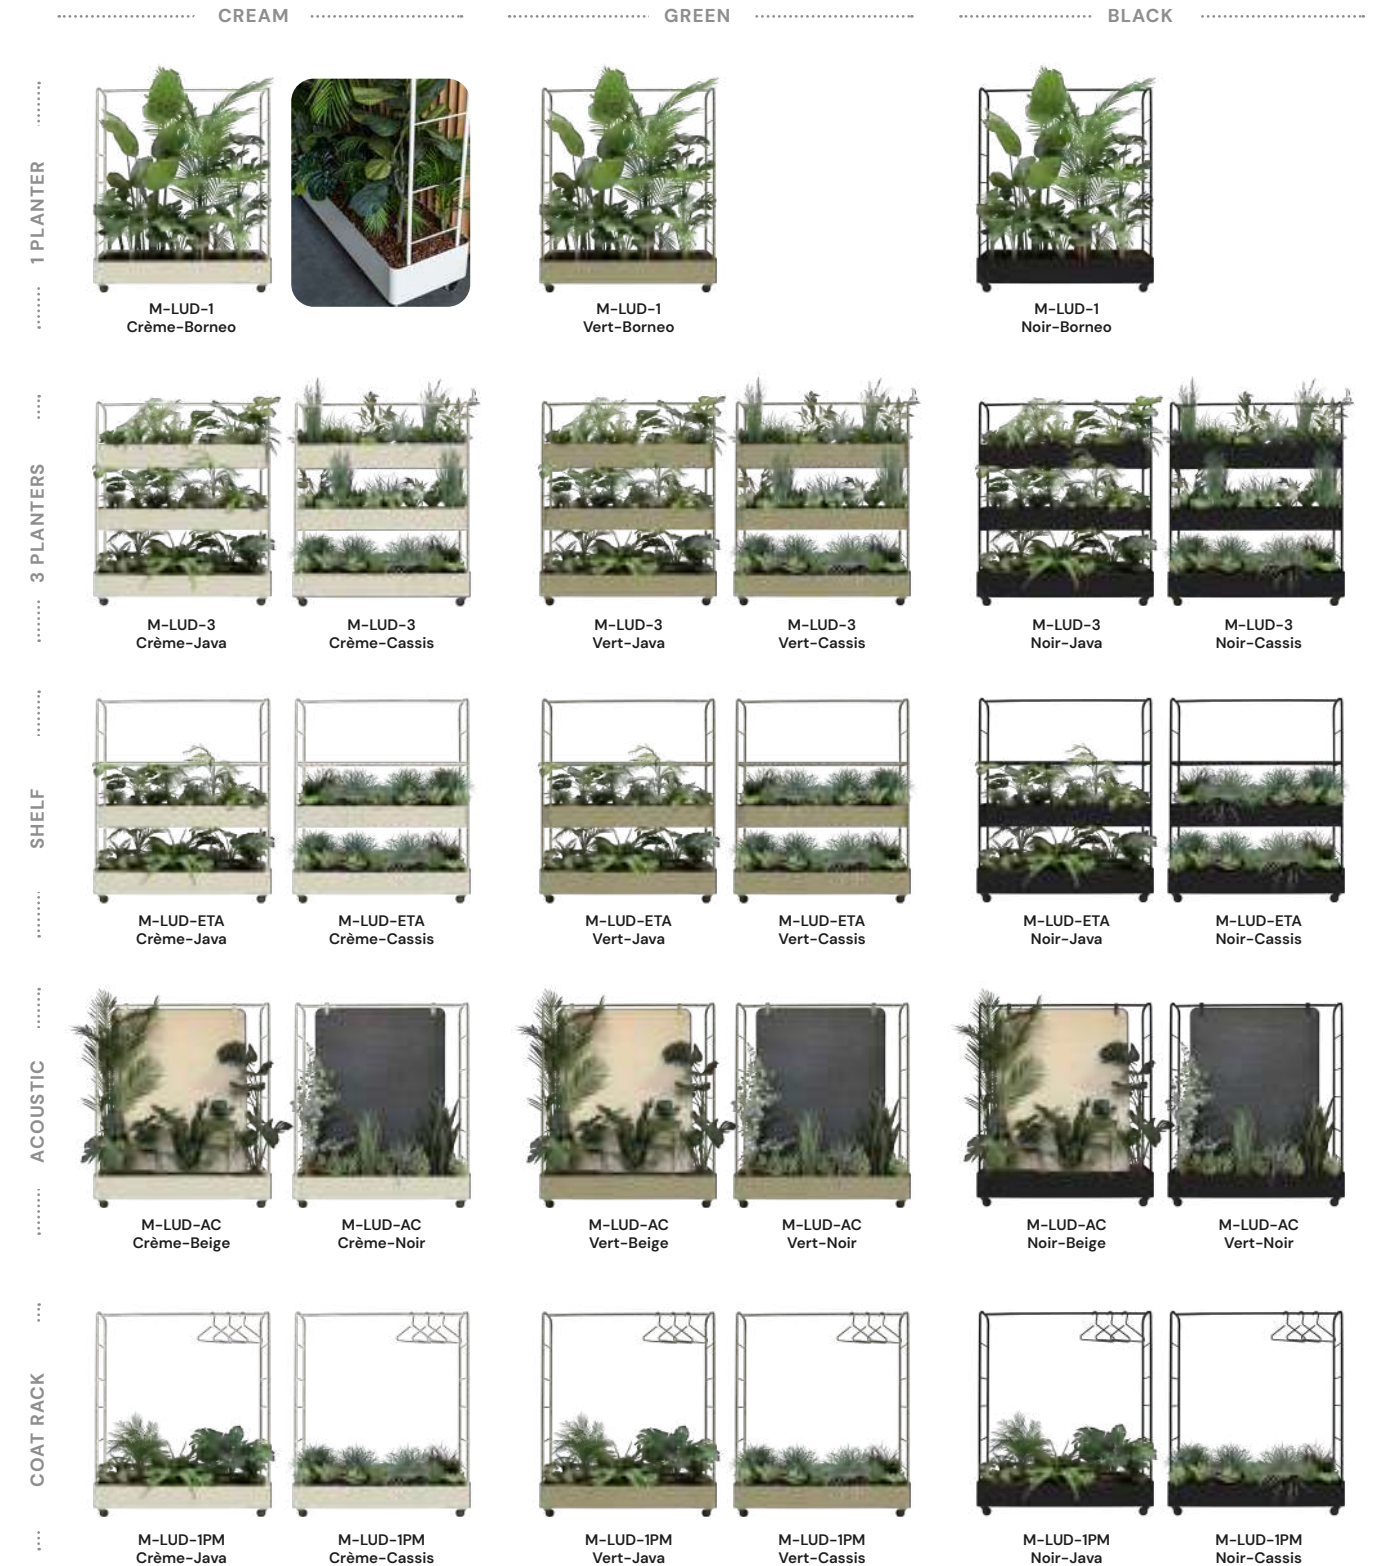 CREAM
GREEN
BLACK
1 PLANTER
M-LUD-1
Crème-Borneo
M-LUD-1
Vert-Borneo
M-LUD-1
Noir-Borneo
3 PLANTERS
M-LUD-3
Crème-Java
M-LUD-3
Crème-Cassis
M-LUD-3
Vert-Java
M-LUD-3
Vert-Cassis
M-LUD-3
Noir-Java
M-LUD-3
Noir-Cassis
SHELF
M-LUD-ETA
Crème-Java
M-LUD-ETA
Crème-Cassis
M-LUD-ETA
Vert-Java
M-LUD-ETA
Vert-Cassis
M-LUD-ETA
Noir-Java
M-LUD-ETA
Noir-Cassis
ACOUSTIC
M-LUD-AC
Crème-Beige
M-LUD-AC
Crème-Noir
M-LUD-AC
Vert-Beige
M-LUD-AC
Vert-Noir
M-LUD-AC
Noir-Beige
M-LUD-AC
Vert-Noir
COAT RACK
M-LUD-1PM
Crème-Java
M-LUD-1PM
Crème-Cassis
M-LUD-1PM
Vert-Java
M-LUD-1PM
Vert-Cassis
M-LUD-1PM
Noir-Java
M-LUD-1PM
Noir-Cassis